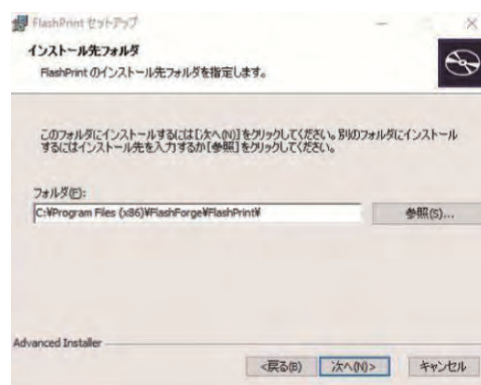 FlashPrint セットアップ
インストール先フォルダ
FlashPrint のインストール先フォルダを指定します。
このフォルダにインストールするには[次へ(N)]をクリックしてください。別のフォルダにインストール
するにはインストール先を入力するか[参照]をクリックしてください。
フォルダ(F):
C:¥Program Files (x86)¥FlashForge¥FlashPrint¥
参照(S)...
Advanced Installer
<戻る(B)
次へ(N)>
キャンセル